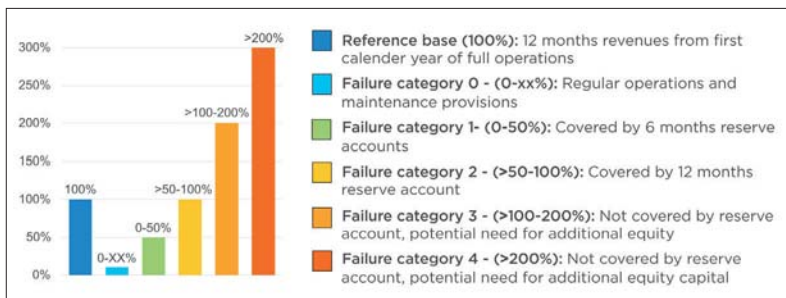 300%
250%
200%
150%
100%
50%
0%
100%
0-XX%
0-50%
>50-100%
>100-200%
>200%
Reference base (100%): 12 months revenues from first
calender year of full operations
Failure category 0 - (0-xx%): Regular operations and
maintenance provisions
Failure category 1- (0-50%): Covered by 6 months reserve
accounts
Failure category 2 - (>50-100%): Covered by 12 months
reserve account
Failure category 3 - (>100-200%): Not covered by reserve
account, potential need for additional equity
Failure category 4 - (>200%): Not covered by reserve
account, potential need for additional equity capital